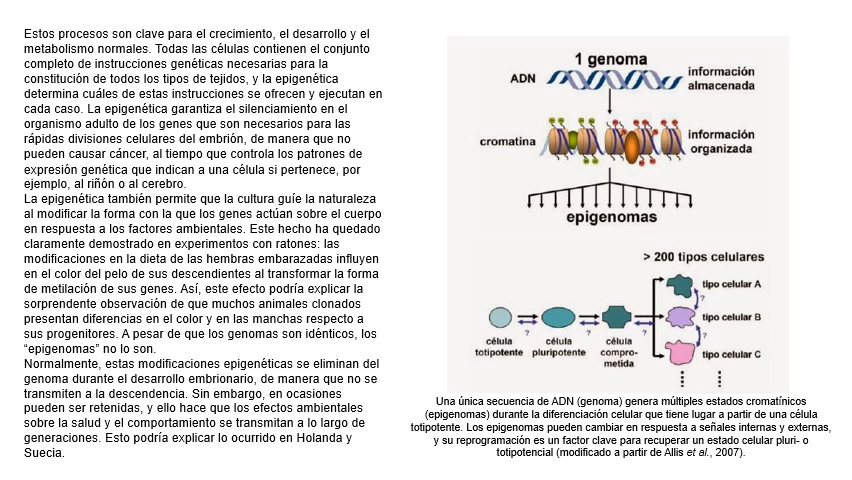 Estos procesos son clave para el crecimiento, el desarrollo y el
metabolismo normales. Todas las células contienen el conjunto
completo de instrucciones genéticas necesarias para la
constitución de todos los tipos de tejidos, y la epigenética
determina cuáles de estas instrucciones se ofrecen y ejecutan en
cada caso. La epigenética garantiza el silenciamiento en el
organismo adulto de los genes que son necesarios para las
rápidas divisiones celulares del embrión, de manera que no
pueden causar cáncer, al tiempo que controla los patrones de
expresión genética que indican a una célula si pertenece, por
ejemplo, al riñón o al cerebro.
La epigenética también permite que la cultura guíe la naturaleza
al modificar la forma con la que los genes actúan sobre el cuerpo
en respuesta a los factores ambientales. Este hecho ha quedado
claramente demostrado en experimentos con ratones: las
modificaciones en la dieta de las hembras embarazadas influyen
en el color del pelo de sus descendientes al transformar la forma
de metilación de sus genes. Así, este efecto podría explicar la
sorprendente observación de que muchos animales clonados
presentan diferencias en el color y en las manchas respecto a
sus progenitores. A pesar de que los genomas son idénticos, los
“epigenomas” no lo son.
Normalmente, estas modificaciones epigenéticas se eliminan del
genoma durante el desarrollo embrionario, de manera que no se
transmiten a la descendencia. Sin embargo, en ocasiones
pueden ser retenidas, y ello hace que los efectos ambientales
sobre la salud y el comportamiento se transmitan a lo largo de
generaciones. Esto podría explicar lo ocurrido en Holanda y
Suecia.
1 genoma
ADN
información
almacenada
cromatina
información
organizada
epigenomas
> 200 tipos celulares
tipo celular A
?
tipo celular B
?
tipo celular C
? ? ?
célula
totipotente
célula
pluripotente
célula
compro-
metida
Una única secuencia de ADN (genoma) genera múltiples estados cromatínicos
(epigenomas) durante la diferenciación celular que tiene lugar a partir de una célula
totipotente. Los epigenomas pueden cambiar en respuesta a señales internas y externas,
y su reprogramación es un factor clave para recuperar un estado celular pluri- o
totipotencial (modificado a partir de Allis et al., 2007).